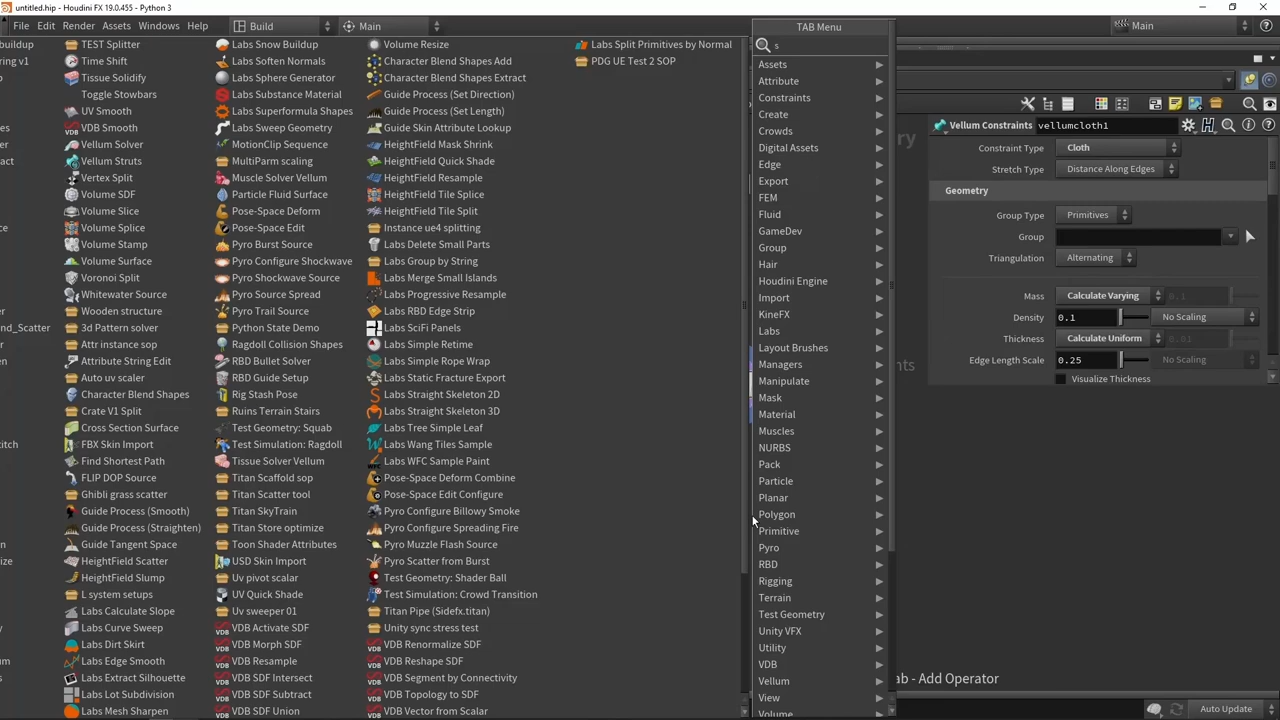 untitled.hip - Houdini FX 19.0.455 - Python 3
File Edit Render Assets Windows Help Build Main Main
TAB Menu
s
buildup
ring v1
ce
re
end_Scatter
titch
ize
TEST Splitter
Time Shift
Tissue Solidify
Toggle Stowbars
UV Smooth
VDB Smooth
Vellum Solver
Vellum Struts
Vertex Split
Volume SDF
Volume Slice
Volume Splice
Volume Stamp
Volume Surface
Voronoi Split
Whitewater Source
Wooden structure
3d Pattern solver
Attr instance sop
Attribute String Edit
Auto uv scaler
Character Blend Shapes
Crate V1 Split
Cross Section Surface
FBX Skin Import
Find Shortest Path
FLIP DOP Source
Ghibli grass scatter
Guide Process (Smooth)
Guide Process (Straighten)
Guide Tangent Space
HeightField Scatter
HeightField Slump
L system setups
Labs Calculate Slope
Labs Curve Sweep
Labs Dirt Skirt
Labs Edge Smooth
Labs Extract Silhouette
Labs Lot Subdivision
Labs Mesh Sharpen
Labs Snow Buildup
Labs Soften Normals
Labs Sphere Generator
Labs Substance Material
Labs Superformula Shapes
Labs Sweep Geometry
MotionClip Sequence
MultiParm scaling
Muscle Solver Vellum
Particle Fluid Surface
Pose-Space Deform
Pose-Space Edit
Pyro Burst Source
Pyro Configure Shockwave
Pyro Shockwave Source
Pyro Source Spread
Pyro Trail Source
Python State Demo
Ragdoll Collision Shapes
RBD Bullet Solver
RBD Guide Setup
Rig Stash Pose
Ruins Terrain Stairs
Test Geometry: Squab
Test Simulation: Ragdoll
Tissue Solver Vellum
Titan Scaffold sop
Titan Scatter tool
Titan SkyTrain
Titan Store optimize
Toon Shader Attributes
USD Skin Import
Uv pivot scalar
UV Quick Shade
Uv sweeper 01
VDB Activate SDF
VDB Morph SDF
VDB Resample
VDB SDF Intersect
VDB SDF Subtract
VDB SDF Union
Volume Resize
Character Blend Shapes Add
Character Blend Shapes Extract
Guide Process (Set Direction)
Guide Process (Set Length)
Guide Skin Attribute Lookup
HeightField Mask Shrink
HeightField Quick Shade
HeightField Resample
HeightField Tile Splice
HeightField Tile Split
Instance ue4 splitting
Labs Delete Small Parts
Labs Group by String
Labs Merge Small Islands
Labs Progressive Resample
Labs RBD Edge Strip
Labs SciFi Panels
Labs Simple Retime
Labs Simple Rope Wrap
Labs Static Fracture Export
Labs Straight Skeleton 2D
Labs Straight Skeleton 3D
Labs Tree Simple Leaf
Labs Wang Tiles Sample
Labs WFC Sample Paint
Pose-Space Deform Combine
Pose-Space Edit Configure
Pyro Configure Billowy Smoke
Pyro Configure Spreading Fire
Pyro Muzzle Flash Source
Pyro Scatter from Burst
Test Geometry: Shader Ball
Test Simulation: Crowd Transition
Titan Pipe (Sidefx.titan)
Unity sync stress test
VDB Renormalize SDF
VDB Reshape SDF
VDB Segment by Connectivity
VDB Topology to SDF
VDB Vector from Scalar
Labs Split Primitives by Normal
PDG UE Test 2 SOP
Assets
Attribute
Constraints
Create
Crowds
Digital Assets
Edge
Export
FEM
Fluid
GameDev
Group
Hair
Houdini Engine
Import
KineFX
Labs
Layout Brushes
Managers
Manipulate
Mask
Material
Muscles
NURBS
Pack
Particle
Planar
Polygon
Primitive
Pyro
RBD
Rigging
Terrain
Test Geometry
Unity VFX
Utility
VDB
Vellum
View
Volume
Vellum Constraints vellumcloth1
Constraint Type Cloth
Stretch Type Distance Along Edges
Geometry
Group Type Primitives
Group
Triangulation Alternating
Mass Calculate Varying 0.1
Density 0.1 No Scaling
Thickness Calculate Uniform 0.01
Edge Length Scale 0.25 No Scaling
Visualize Thickness
ry
nts
ab - Add Operator
Auto Update